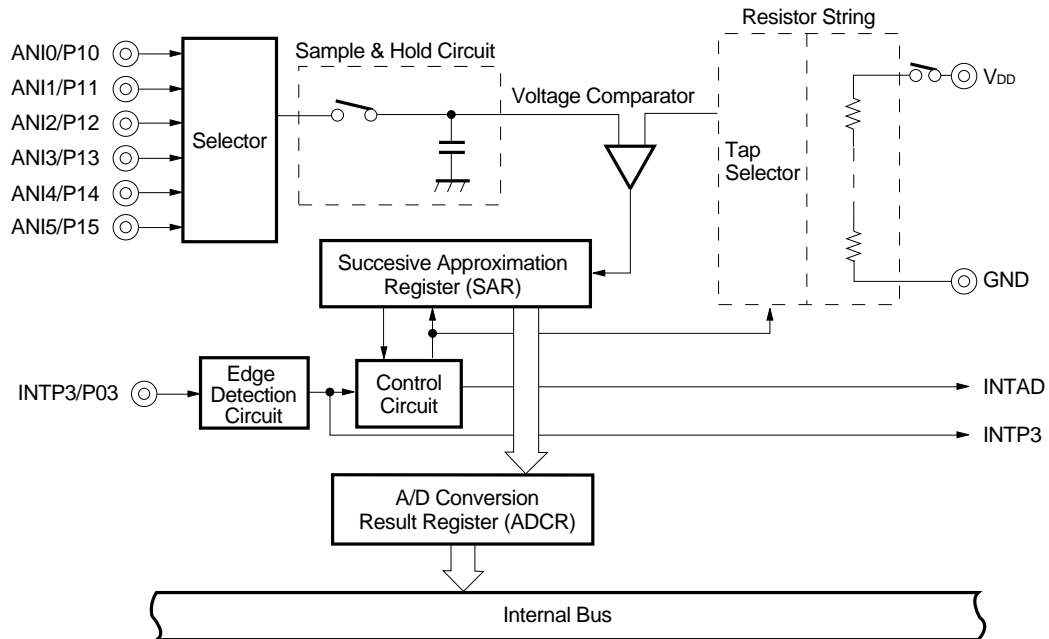 Resistor String
ANI0/P10
ANI1/P11
ANI2/P12
ANI3/P13
ANI4/P14
ANI5/P15
Selector
Sample & Hold Circuit
Voltage Comparator
Tap
Selector
VDD
GND
Succesive Approximation
Register (SAR)
INTP3/P03
Edge
Detection
Circuit
Control
Circuit
INTAD
INTP3
A/D Conversion
Result Register (ADCR)
Internal Bus